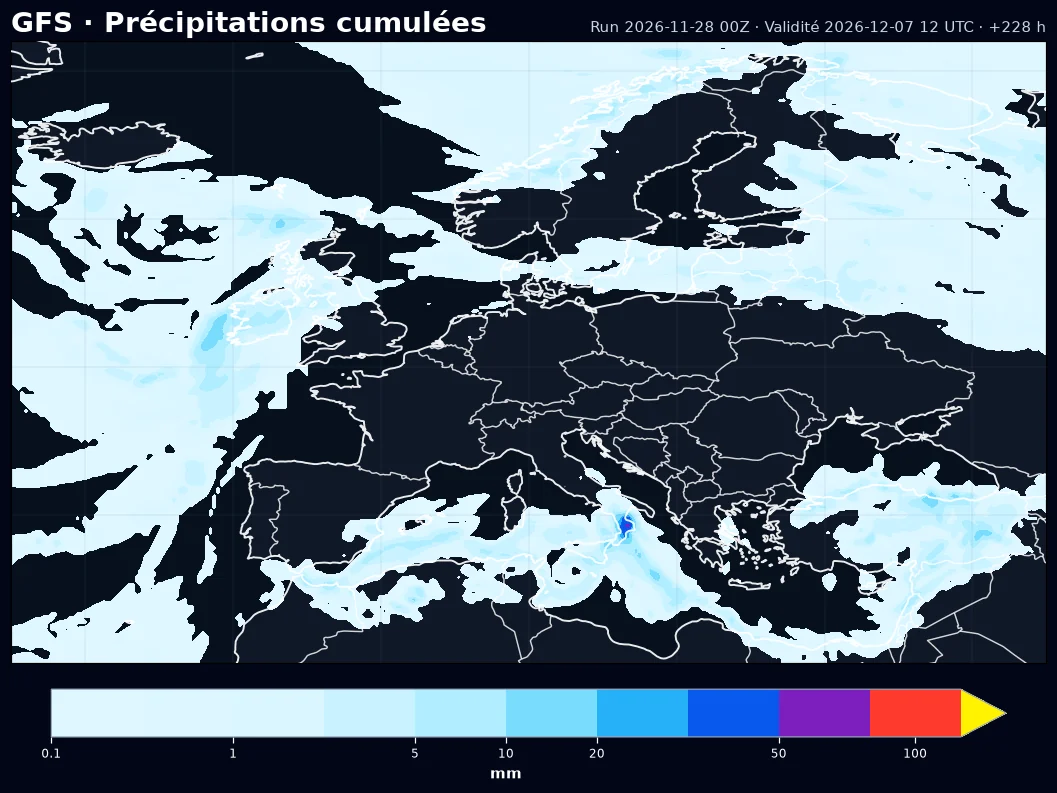 GFS · Précipitations cumulées
Run 2026-11-28 00Z · Validité 2026-12-07 12 UTC · +228 h
0.1 1 5 10 20 50 100
mm